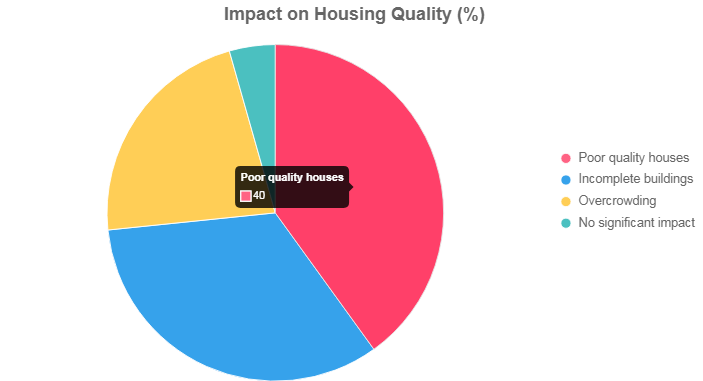 Impact on Housing Quality (%)
Poor quality houses
40
Poor quality houses
Incomplete buildings
Overcrowding
No significant impact